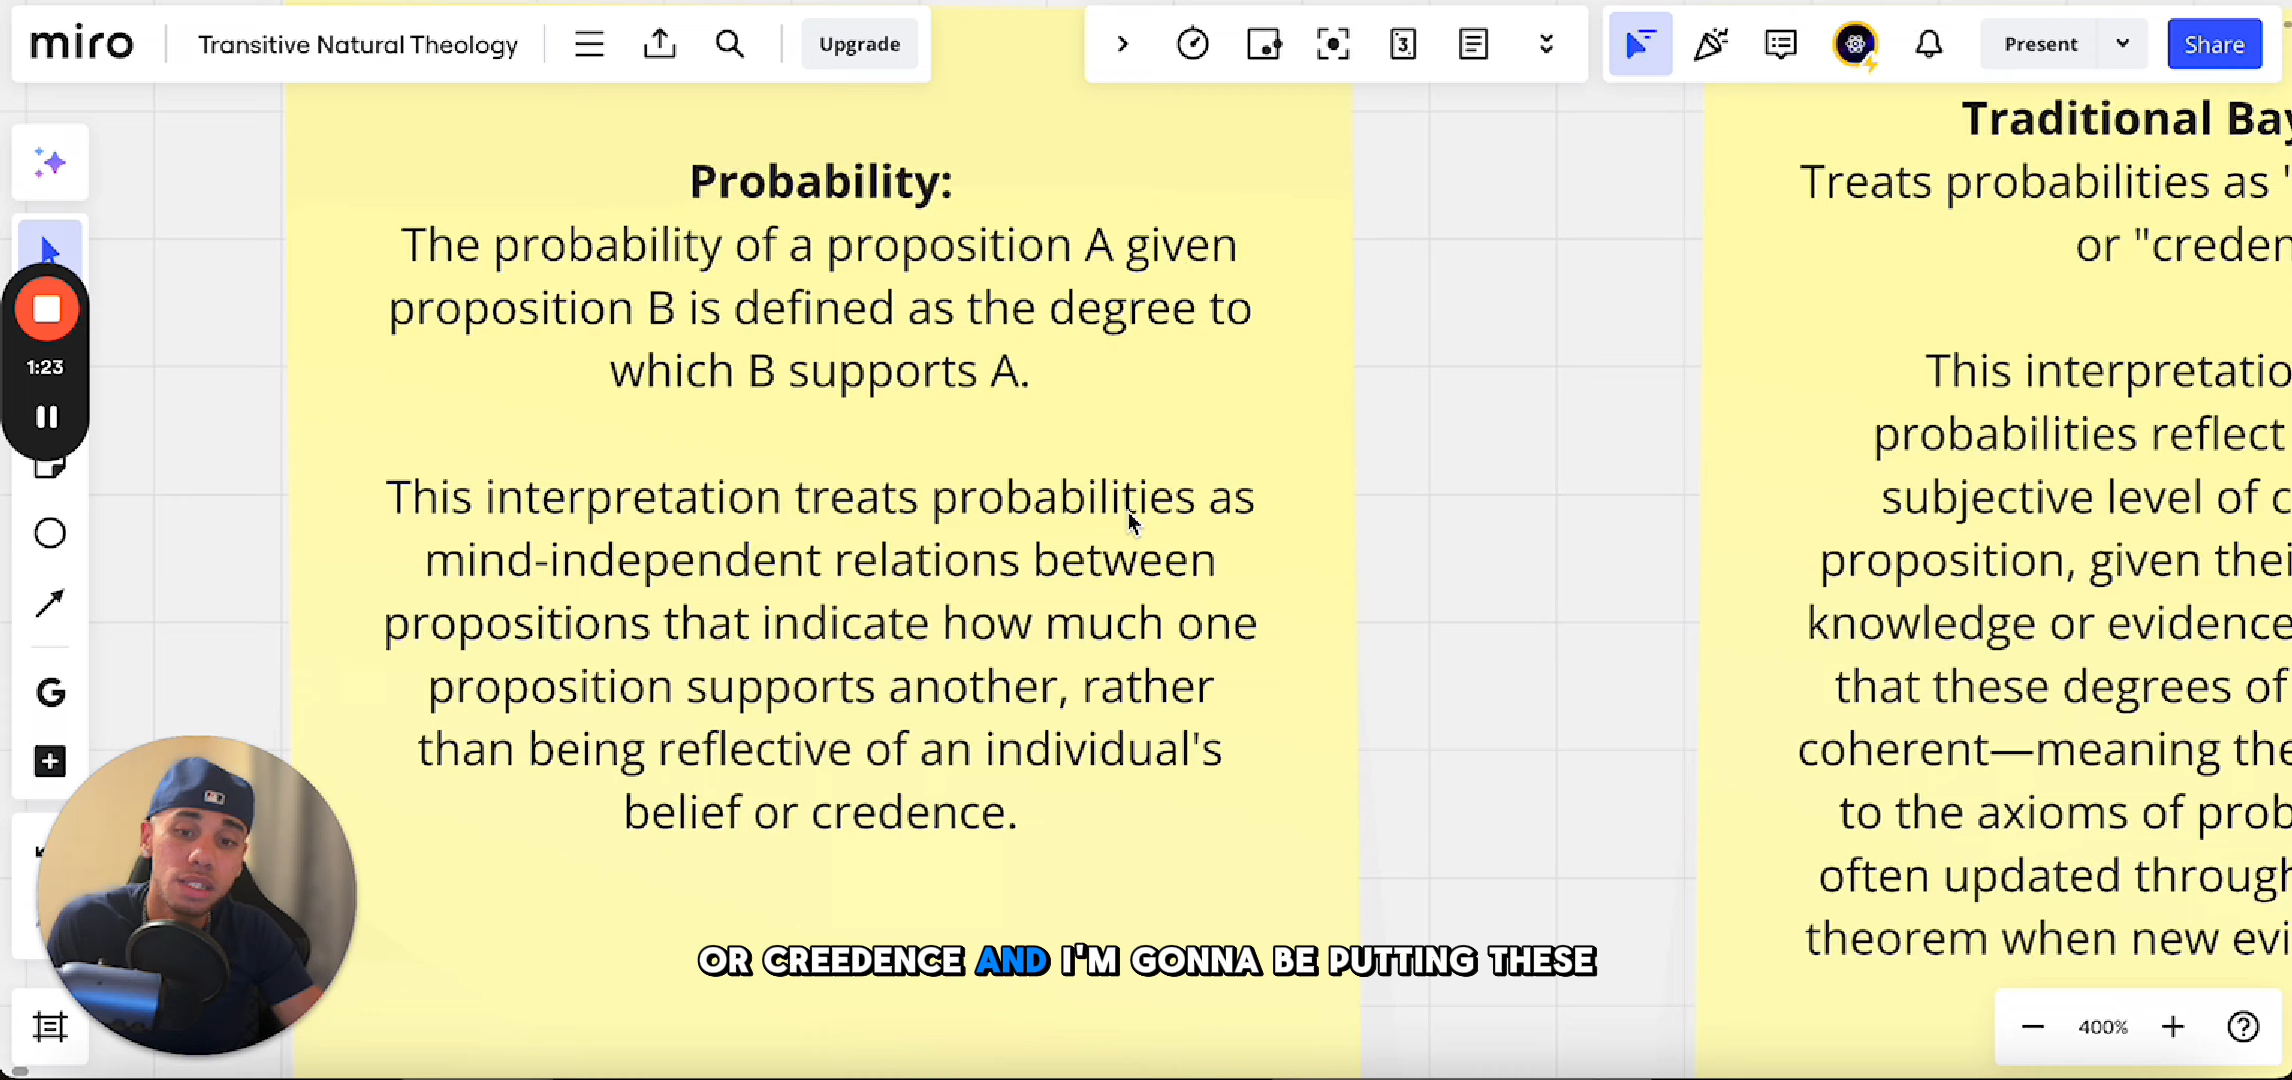 miro
Transitive Natural Theology
Upgrade
3
Present
Share
1:23
G
Probability:
The probability of a proposition A given
proposition B is defined as the degree to
which B supports A.
This interpretation treats probabilities as
mind-independent relations between
propositions that indicate how much one
proposition supports another, rather
than being reflective of an individual's
belief or credence.
Traditional Bay
Treats probabilities as "
or "creden
This interpretatio
probabilities reflect
subjective level of c
proposition, given thei
knowledge or evidence
that these degrees of
coherent—meaning the
to the axioms of prob
often updated through
theorem when new evi
OR CREEDENCE AND I'M GONNA BE PUTTING THESE
400%